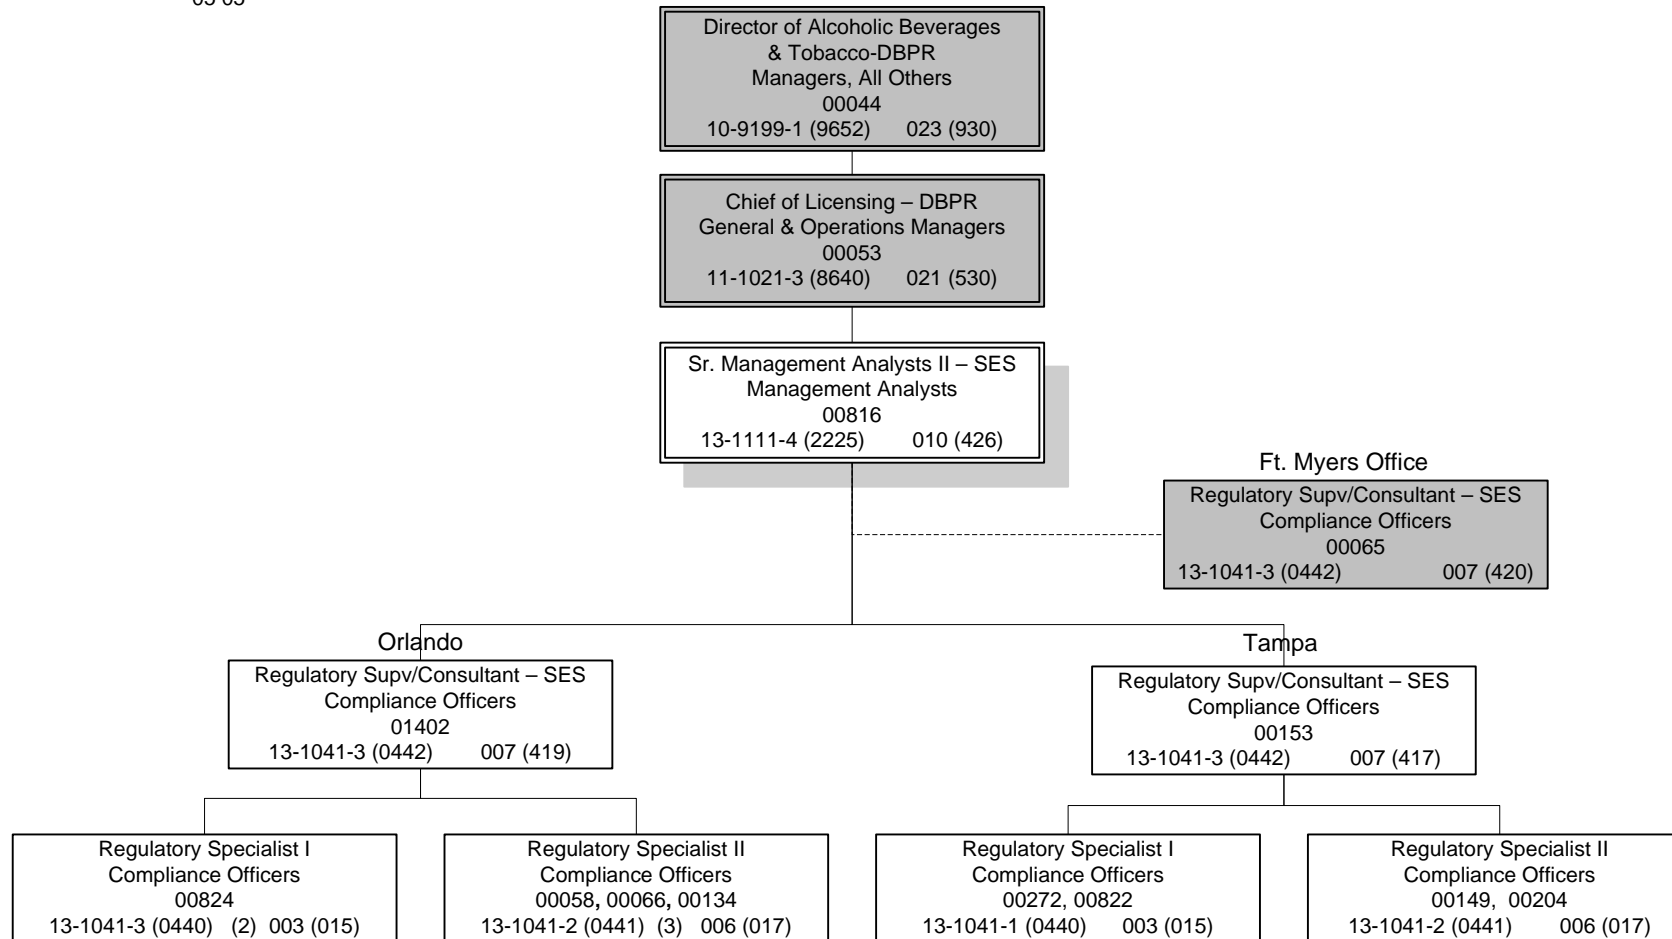 Director of Alcoholic Beverages
& Tobacco-DBPR
Managers, All Others
00044
10-9199-1 (9652) 023 (930)
Chief of Licensing – DBPR
General & Operations Managers
00053
11-1021-3 (8640) 021 (530)
Sr. Management Analysts II – SES
Management Analysts
00816
13-1111-4 (2225) 010 (426)
Ft. Myers Office
Regulatory Supv/Consultant – SES
Compliance Officers
00065
13-1041-3 (0442) 007 (420)
Orlando
Regulatory Supv/Consultant – SES
Compliance Officers
01402
13-1041-3 (0442) 007 (419)
Tampa
Regulatory Supv/Consultant – SES
Compliance Officers
00153
13-1041-3 (0442) 007 (417)
Regulatory Specialist I
Compliance Officers
00824
13-1041-3 (0440) (2) 003 (015)
Regulatory Specialist II
Compliance Officers
00058, 00066, 00134
13-1041-2 (0441) (3) 006 (017)
Regulatory Specialist I
Compliance Officers
00272, 00822
13-1041-1 (0440) 003 (015)
Regulatory Specialist II
Compliance Officers
00149, 00204
13-1041-2 (0441) 006 (017)